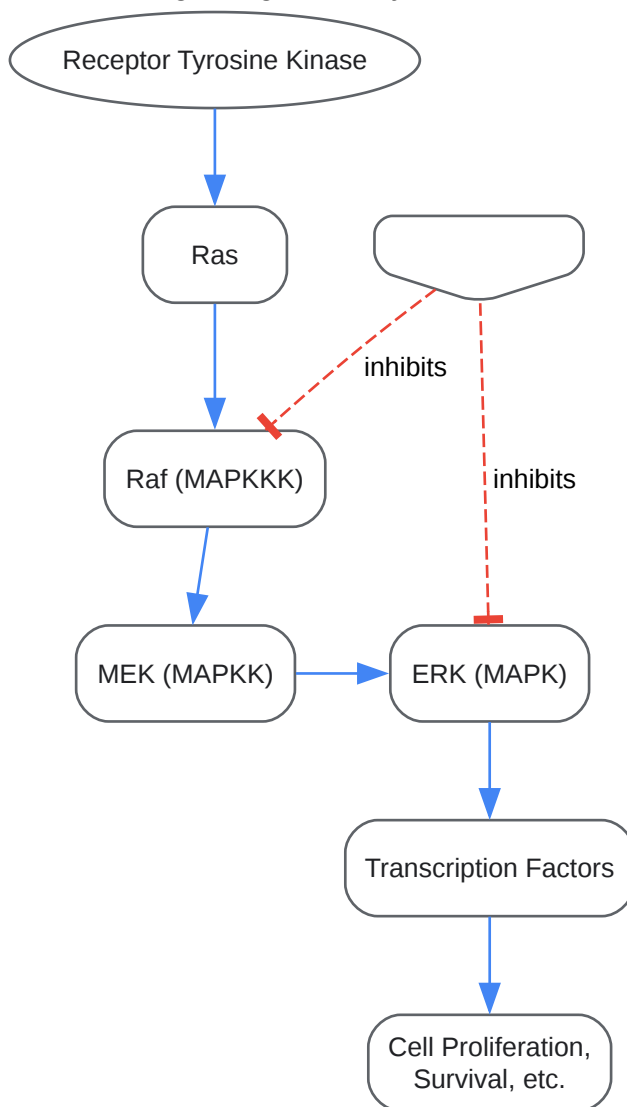 Receptor Tyrosine Kinase
Ras
inhibits
Raf (MAPKKK)
inhibits
MEK (MAPKK)
ERK (MAPK)
Transcription Factors
Cell Proliferation,
Survival, etc.